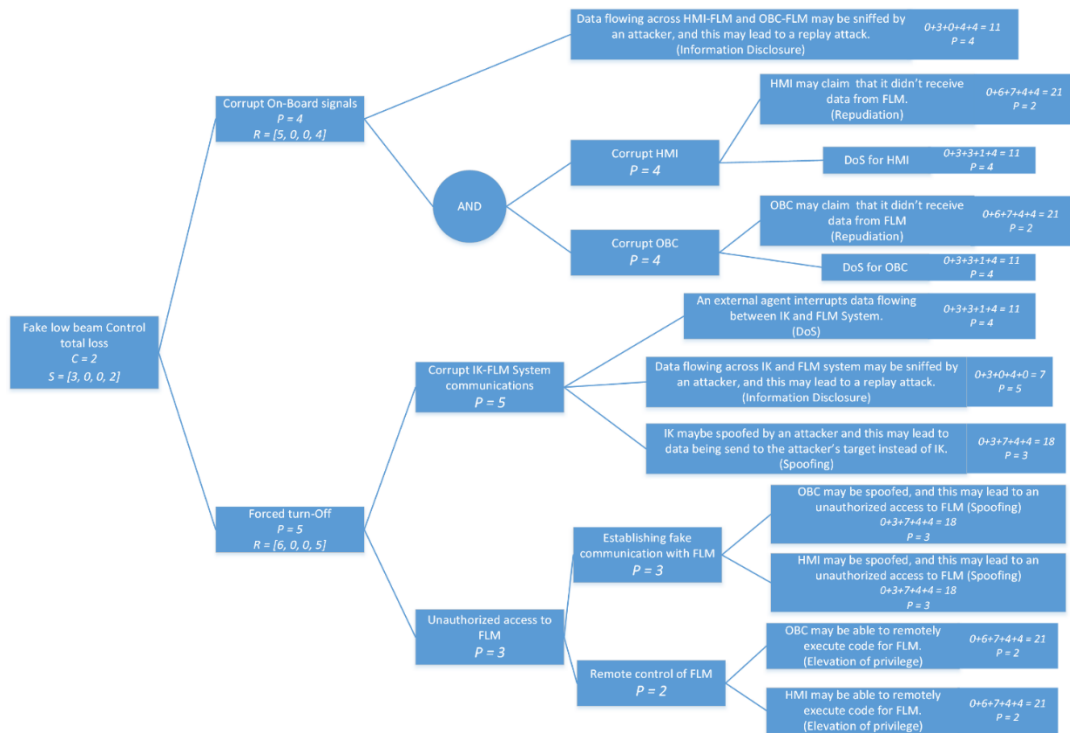 Data flowing across HMI-FLM and OBC-FLM may be sniffed by
an attacker, and this may lead to a replay attack.
(Information Disclosure)
0+3+0+4+4 = 11
P = 4
Corrupt On-Board signals
P = 4
R = [5, 0, 0, 4]
HMI may claim that it didn't receive
data from FLM.
(Repudiation)
0+6+7+4+4 = 21
P = 2
Corrupt HMI
P = 4
DoS for HMI
0+3+3+1+4 = 11
P = 4
AND
OBC may claim that it didn't receive
data from FLM
(Repudiation)
0+6+7+4+4 = 21
P = 2
Corrupt OBC
P = 4
DoS for OBC
0+3+3+1+4 = 11
P = 4
Fake low beam Control
total loss
C = 2
S = [3, 0, 0, 2]
An external agent interrupts data flowing
between IK and FLM System.
(DoS)
0+3+3+1+4 = 11
P = 4
Corrupt IK-FLM System
communications
P = 5
Data flowing across IK and FLM system may be sniffed by
an attacker, and this may lead to a replay attack.
(Information Disclosure)
0+3+0+4+0 = 7
P = 5
IK maybe spoofed by an attacker and this may lead to
data being send to the attacker's target instead of IK.
(Spoofing)
0+3+7+4+4 = 18
P = 3
Forced turn-Off
P = 5
R = [6, 0, 0, 5]
OBC may be spoofed, and this may lead to an
unauthorized access to FLM (Spoofing)
0+3+7+4+4 = 18
P = 3
Establishing fake
communication with FLM
P = 3
HMI may be spoofed, and this may lead to an
unauthorized access to FLM (Spoofing)
0+3+7+4+4 = 18
P = 3
Unauthorized access to
FLM
P = 3
OBC may be able to remotely
execute code for FLM.
(Elevation of privilege)
0+6+7+4+4 = 21
P = 2
Remote control of FLM
P = 2
HMI may be able to remotely
execute code for FLM.
(Elevation of privilege)
0+6+7+4+4 = 21
P = 2